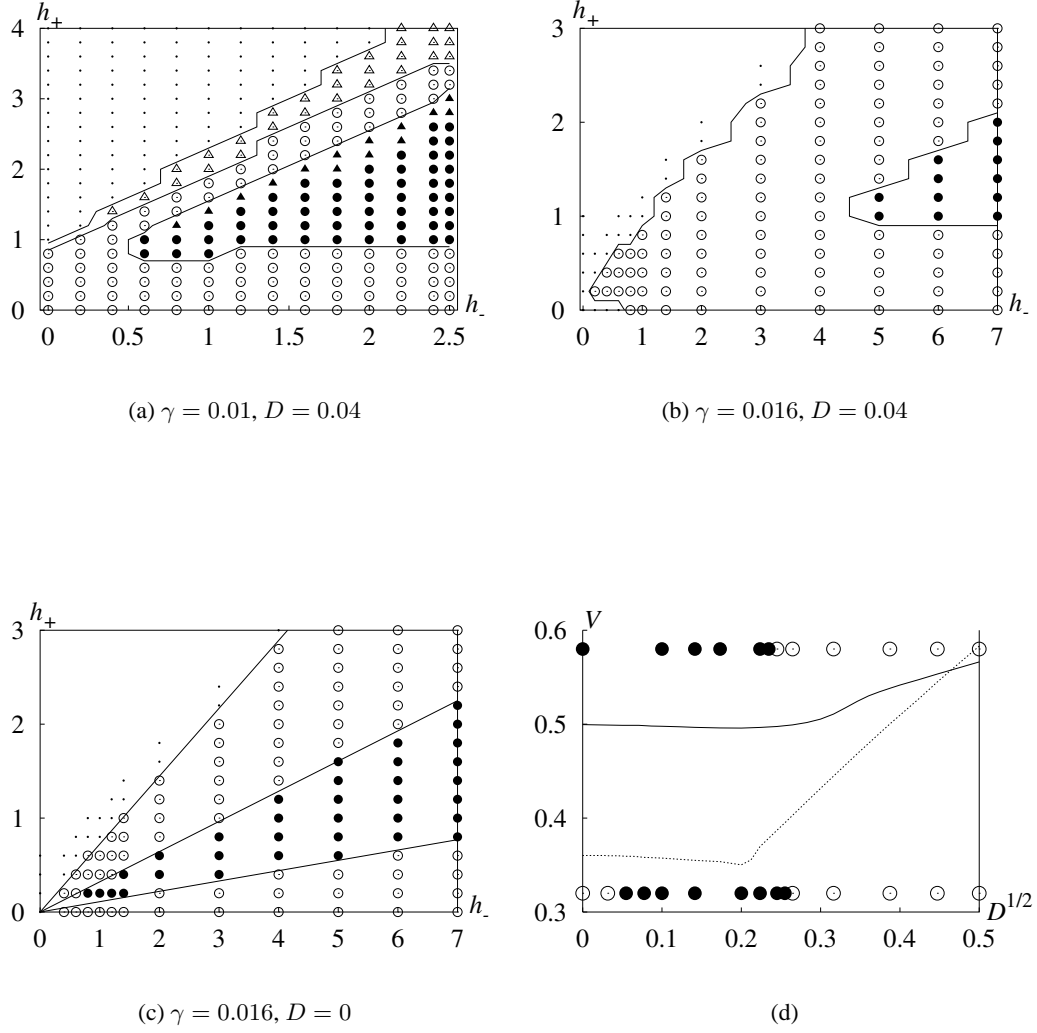 h₊
4
3
2
1
0
0 0.5 1 1.5 2 2.5
h₋
(a) γ = 0.01, D = 0.04
h₊
3
2
1
0
0 1 2 3 4 5 6 7
h₋
(b) γ = 0.016, D = 0.04
h₊
3
2
1
0
0 1 2 3 4 5 6 7
h₋
(c) γ = 0.016, D = 0
V
0.6
0.5
0.4
0.3
0 0.1 0.2 0.3 0.4 0.5
D^{1/2}
(d)